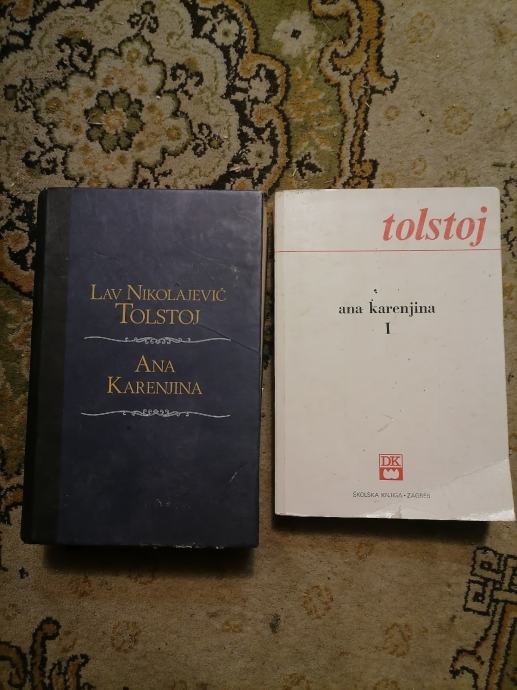 LAV NIKOLAJEVIĆ
TOLSTOJ
ANA
KARENJINA
tolstoj
ana karenjina
I
DK
ŠKOLSKA KNJIGA • ZAGREB